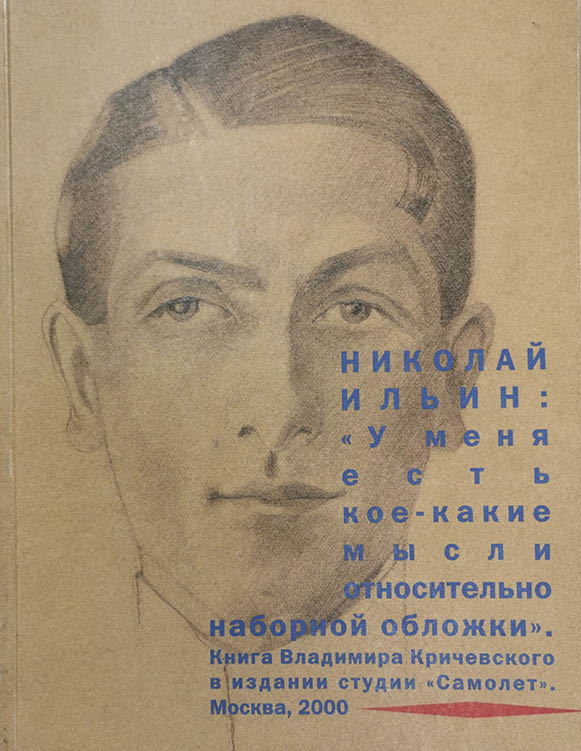 НИКОЛАЙ
ИЛЬИН:
«У меня
есть
кое-какие
мысли
относительно
наборной обложки».
Книга Владимира Кричевского
в издании студии «Самолет».
Москва, 2000